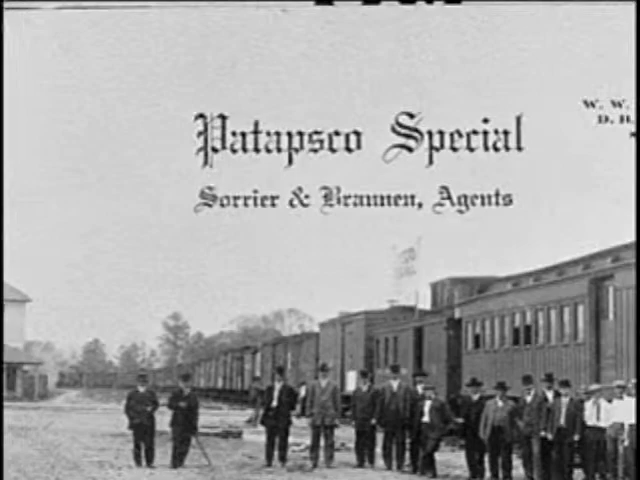 Patapsco Special
Sorrier & Brannen, Agents
W. W.
D. H.